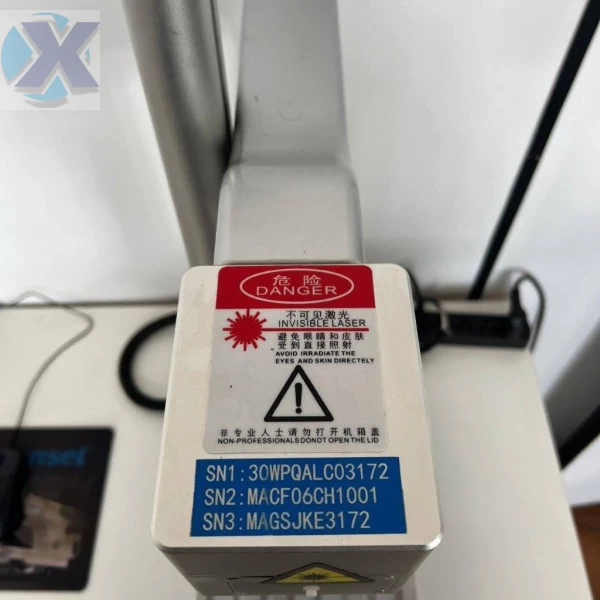 X
危险
DANGER
不可见激光
INVISIBLE LASER
避免眼睛和皮肤
受到直接照射
AVOID IRRADIATE THE
EYES AND SKIN DIRECTELY
非专业人士请勿打开机箱盖
NON-PROFESSIONALS DO NOT OPEN THE LID
SN1:30WPQALC03172
SN2:MACF06CH1001
SN3:MAGSJKE3172